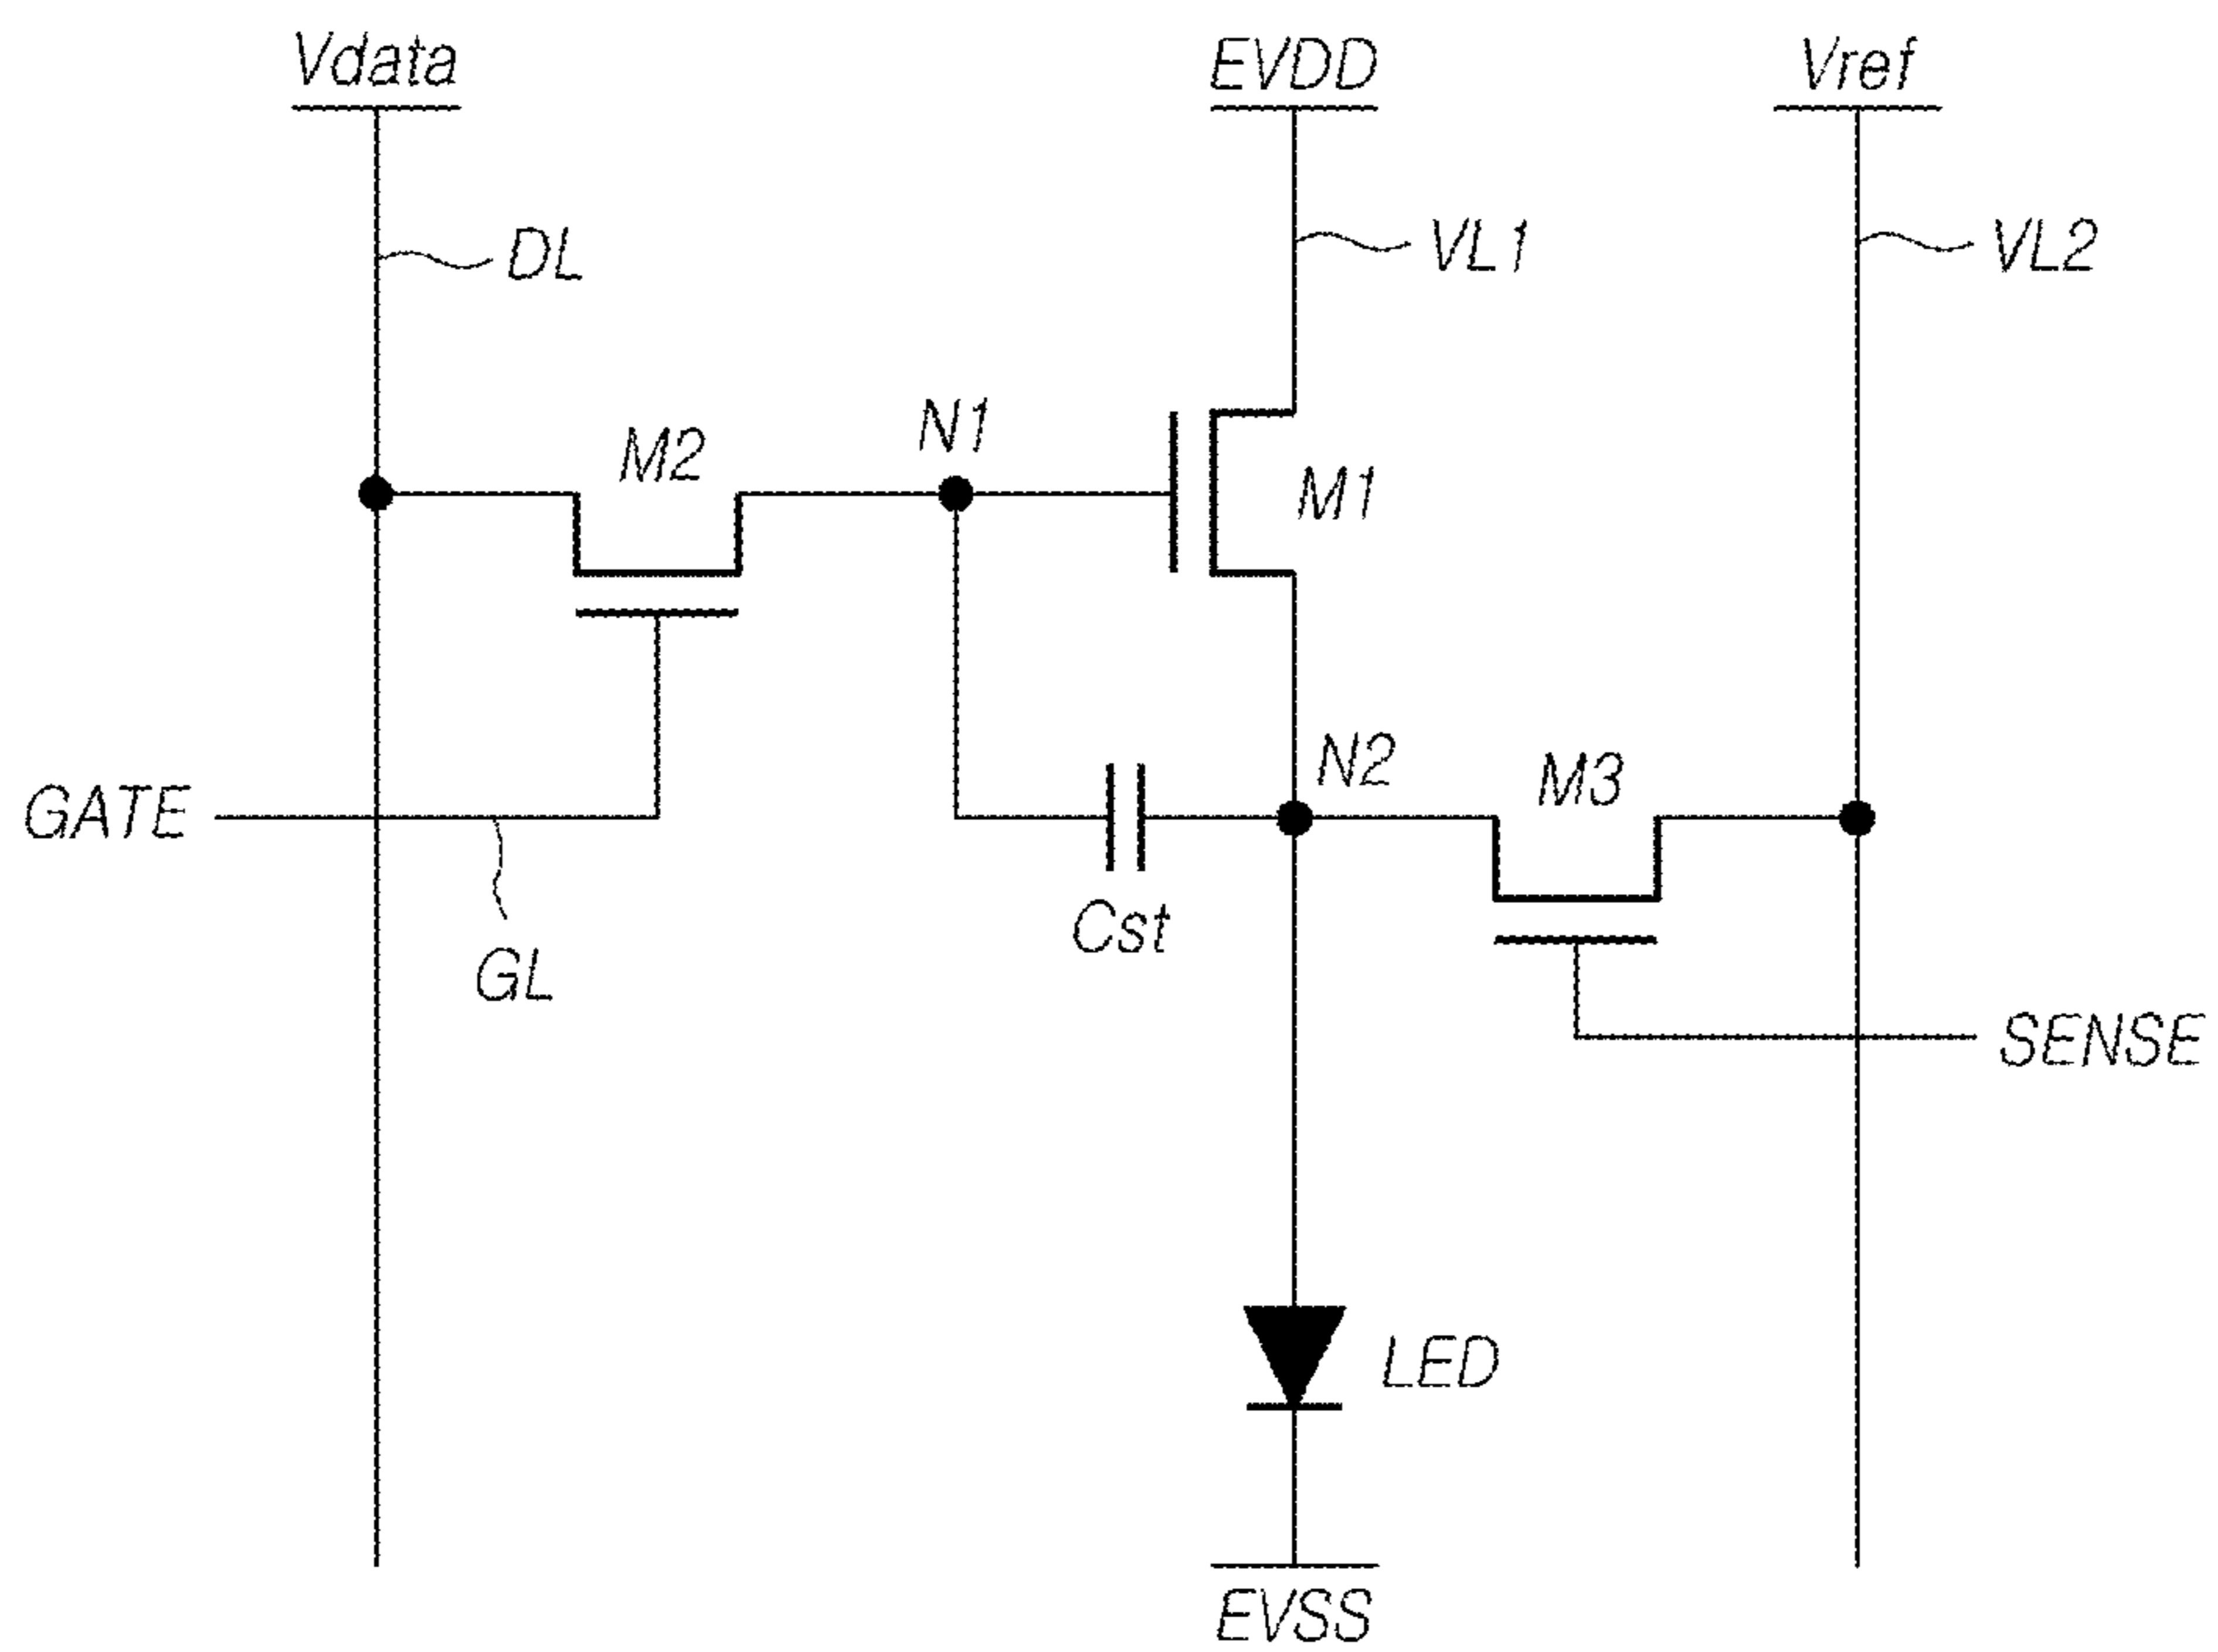 Vdata
EVDD
Vref
DL
VL1
VL2
N1
M2
M1
N2
M3
GATE
Cst
GL
SENSE
LED
EVSS